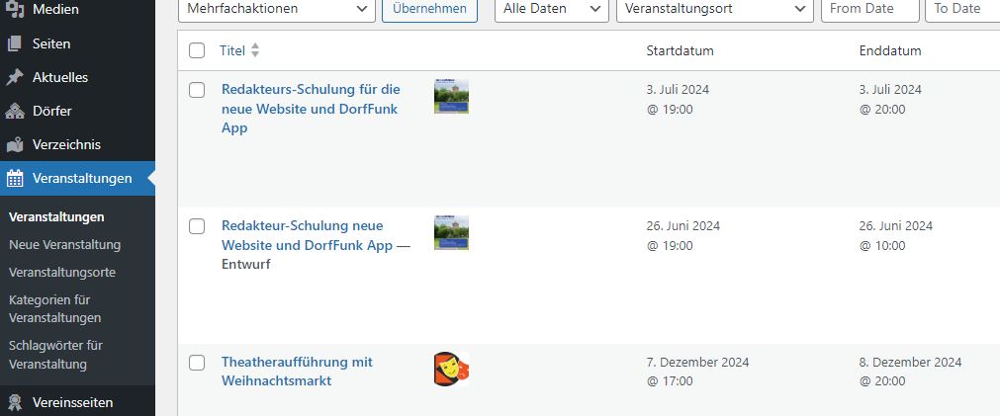 Medien
Seiten
Aktuelles
Dörfer
Verzeichnis
Veranstaltungen
Veranstaltungen
Neue Veranstaltung
Veranstaltungsorte
Kategorien für
Veranstaltungen
Schlagwörter für
Veranstaltung
Vereinsseiten
Mehrfachaktionen
Übernehmen
Alle Daten
Veranstaltungsort
From Date
To Date
Titel
Startdatum
Enddatum
Redakteurs-Schulung für die
neue Website und DorfFunk
App
3. Juli 2024
@ 19:00
3. Juli 2024
@ 20:00
Redakteur-Schulung neue
Website und DorfFunk App —
Entwurf
26. Juni 2024
@ 19:00
26. Juni 2024
@ 10:00
Theatheraufführung mit
Weihnachtsmarkt
7. Dezember 2024
@ 17:00
8. Dezember 2024
@ 20:00